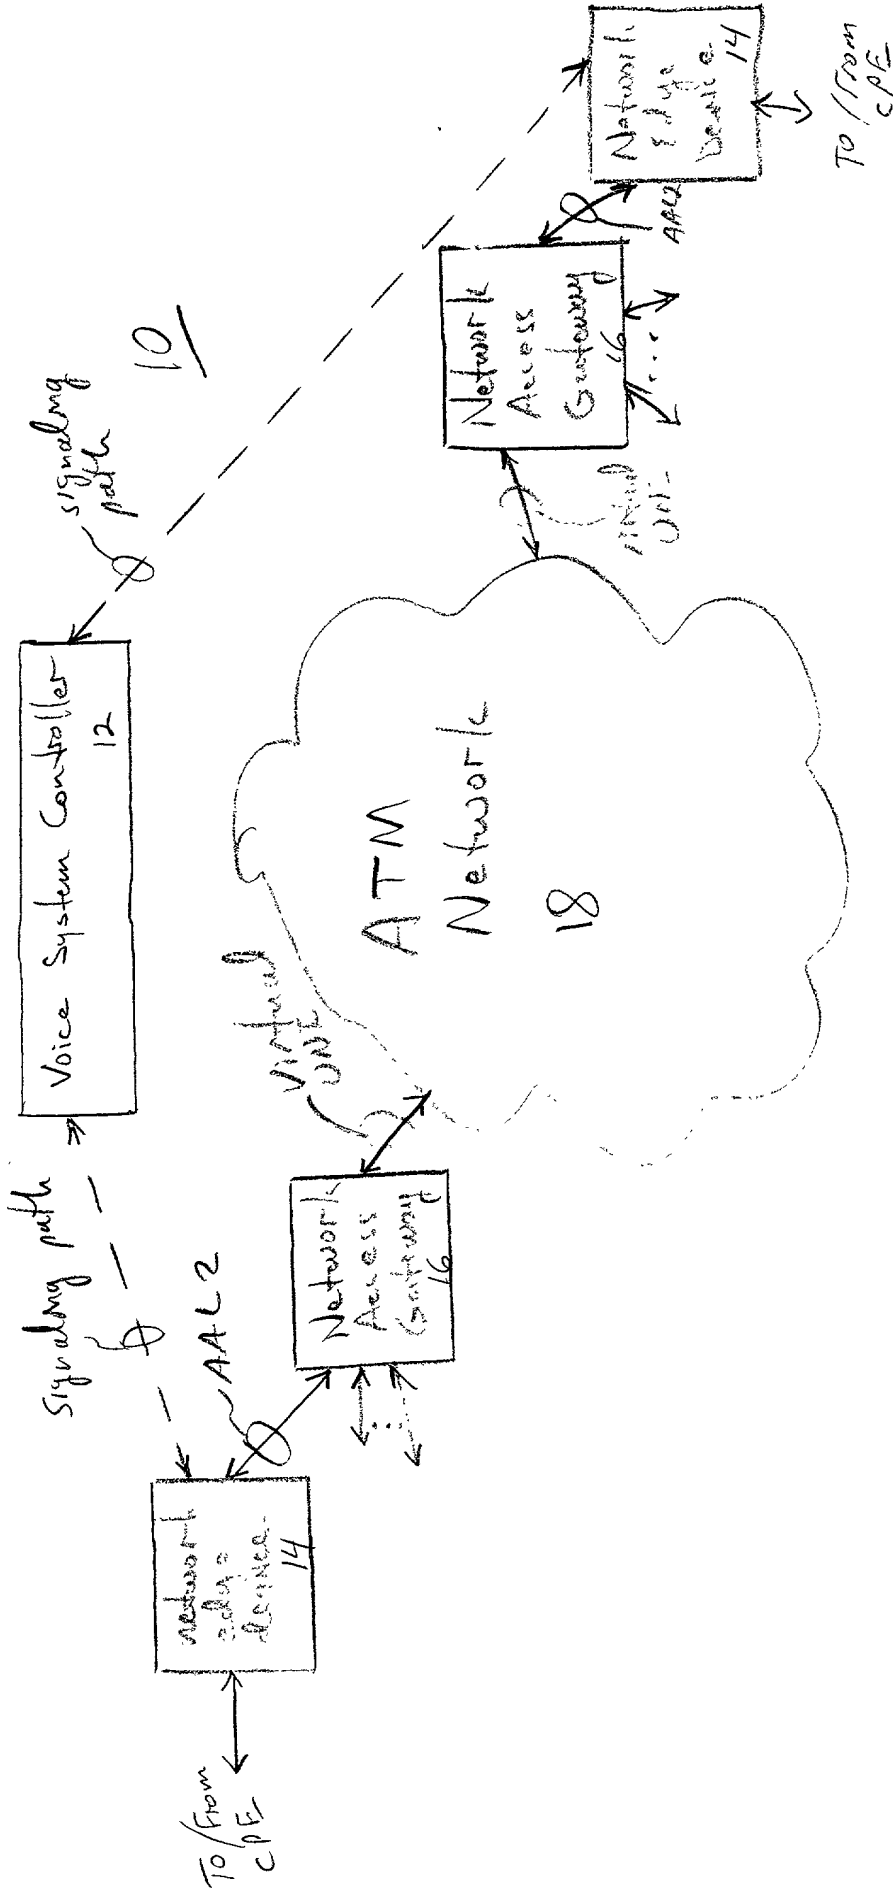 Signaling path
Voice System Controller
12
signaling
path
10
network
edge
device
14
AAL2
To/From
CPE
Network
Access
Gateway
16
Virtual
UNI
ATM
Network
18
Virtual
UNI
Network
Access
Gateway
16
AAL2
Network
Edge
Device
14
To/From
CPE